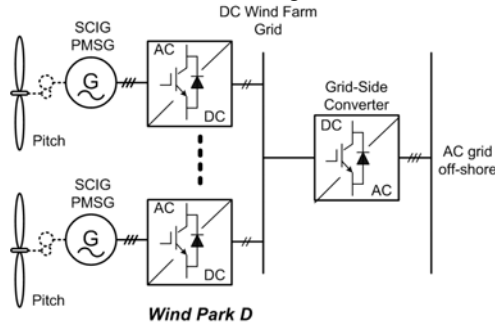 DC Wind Farm
Grid
SCIG
PMSG
G
AC
DC
Pitch
Grid-Side
Converter
DC
AC
AC grid
off-shore
SCIG
PMSG
G
AC
DC
Pitch
Wind Park D